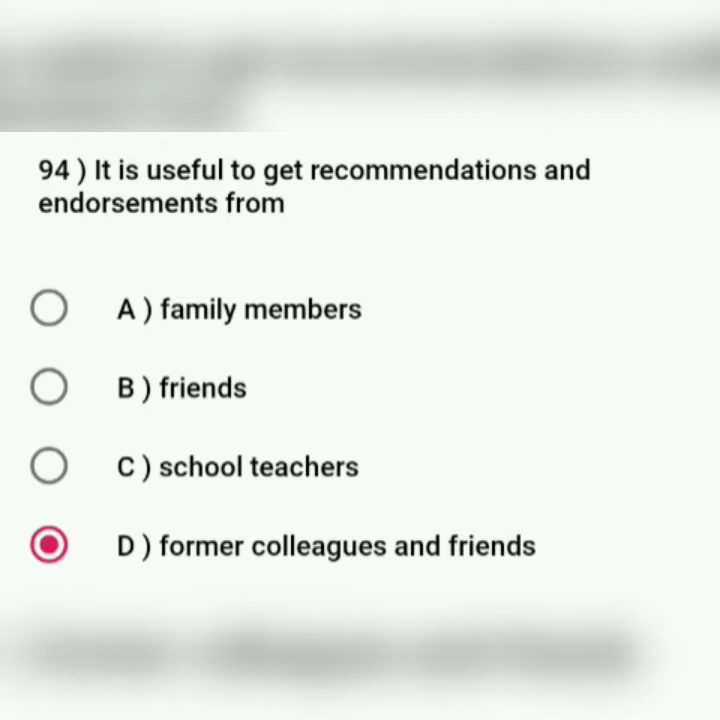 94 ) It is useful to get recommendations and
endorsements from
A ) family members
B ) friends
C ) school teachers
D ) former colleagues and friends